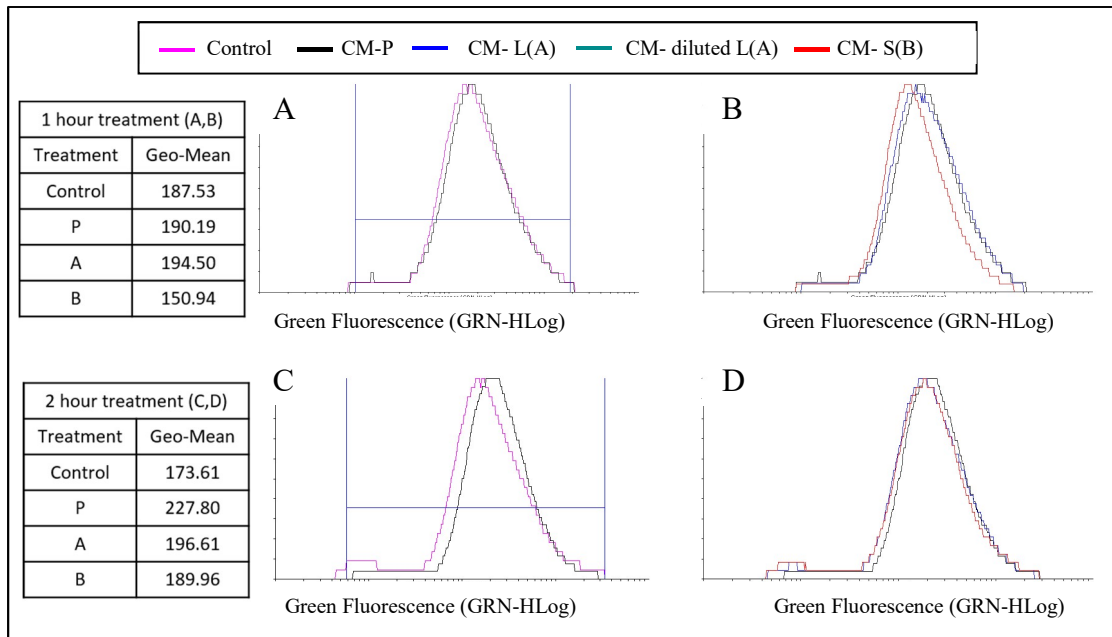 Control CM-P CM- L(A) CM- diluted L(A) CM- S(B)
1 hour treatment (A,B)
Treatment Geo-Mean
Control 187.53
P 190.19
A 194.50
B 150.94
A
Green Fluorescence (GRN-HLog)
B
Green Fluorescence (GRN-HLog)
2 hour treatment (C,D)
Treatment Geo-Mean
Control 173.61
P 227.80
A 196.61
B 189.96
C
Green Fluorescence (GRN-HLog)
D
Green Fluorescence (GRN-HLog)